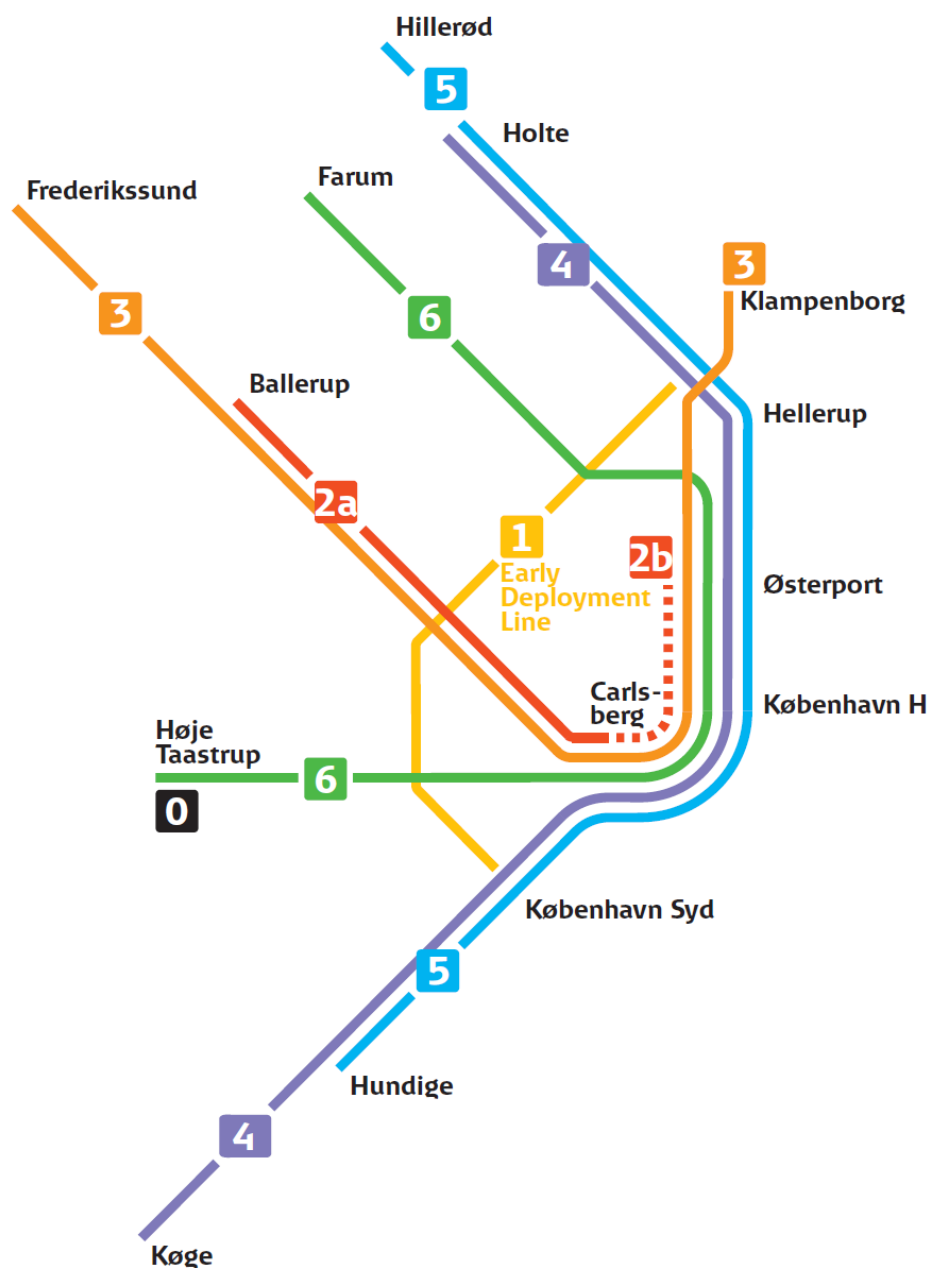 Hillerød
5
Holte
Farum
Frederikssund
4
3
Klampenborg
3
6
Ballerup
Hellerup
2a
1
2b
Early
Deployment
Line
Østerport
Carls-
berg
København H
Høje
Taastrup
6
0
København Syd
5
Hundige
4
Køge